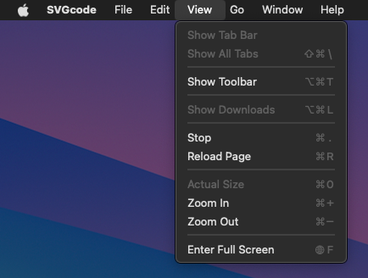 SVGcode File Edit View Go Window Help
Show Tab Bar
Show All Tabs ⇧⌘\
Show Toolbar ⌥⌘T
Show Downloads ⌥⌘L
Stop ⌘.
Reload Page ⌘R
Actual Size ⌘0
Zoom In ⌘+
Zoom Out ⌘−
Enter Full Screen 🌐F